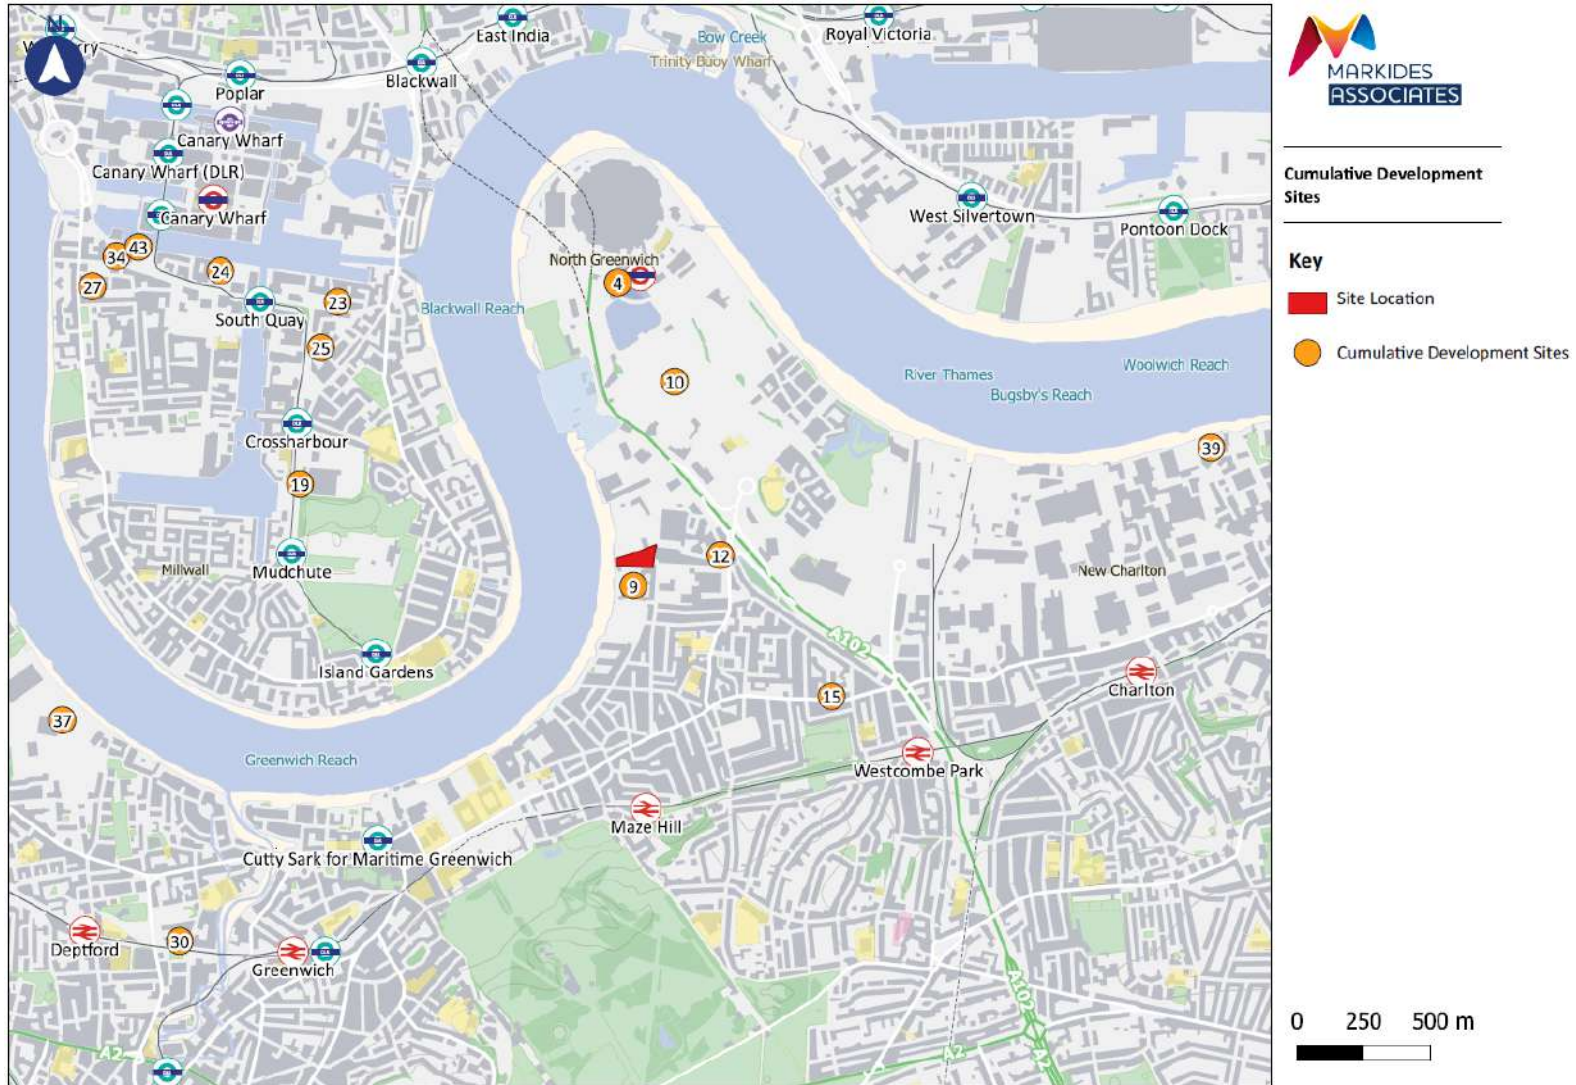 N
East India
Bow Creek
Royal Victoria
Trinity Buoy Wharf
Blackwall
Poplar
Canary Wharf
Canary Wharf (DLR)
Canary Wharf
West Silvertown
Pontoon Dock
43
34
24
27
23
25
South Quay
North Greenwich
4
Blackwall Reach
10
River Thames
Bugsby's Reach
Woolwich Reach
39
Crossharbour
19
Millwall
Mudchute
12
9
New Charlton
A102
Island Gardens
15
Charlton
37
Greenwich Reach
Westcombe Park
Maze Hill
Cutty Sark for Maritime Greenwich
Deptford
30
Greenwich
A102
A2
A2
A2
MARKIDES
ASSOCIATES
Cumulative Development
Sites
Key
Site Location
Cumulative Development Sites
0 250 500 m